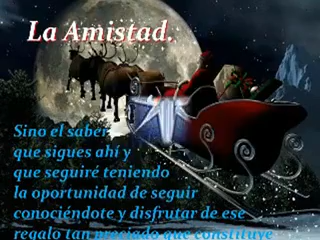 La Amistad.
Sino el saber
que sigues ahí y
que seguiré teniendo
la oportunidad de seguir
conociéndote y disfrutar de ese
regalo tan preciado que constituye